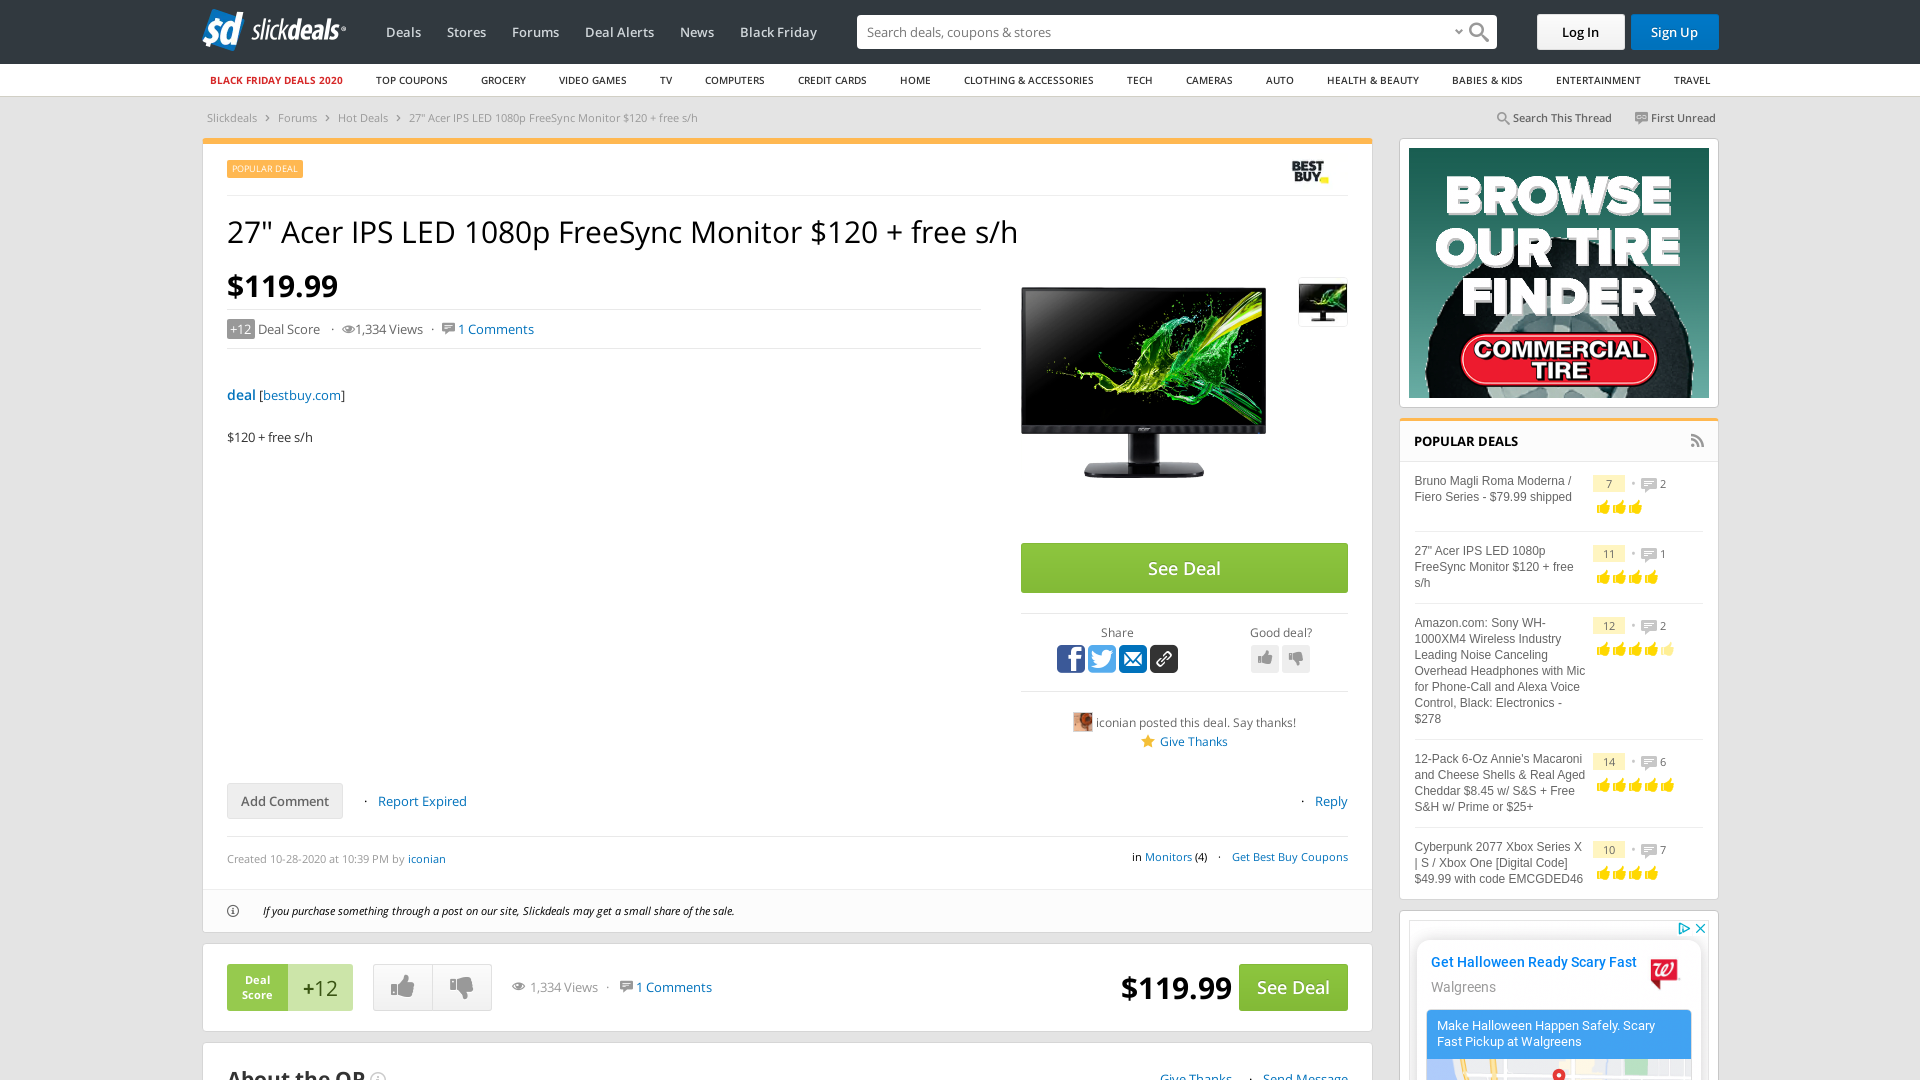 sd slickdeals
Deals Stores Forums Deal Alerts News Black Friday
Search deals, coupons & stores
Log In Sign Up
BLACK FRIDAY DEALS 2020 TOP COUPONS GROCERY VIDEO GAMES TV COMPUTERS CREDIT CARDS HOME CLOTHING & ACCESSORIES TECH CAMERAS AUTO HEALTH & BEAUTY BABIES & KIDS ENTERTAINMENT TRAVEL
Slickdeals > Forums > Hot Deals > 27" Acer IPS LED 1080p FreeSync Monitor $120 + free s/h
Search This Thread First Unread
POPULAR DEAL
BEST
BUY
27" Acer IPS LED 1080p FreeSync Monitor $120 + free s/h
$119.99
+12 Deal Score · 1,334 Views · 1 Comments
deal [bestbuy.com]
$120 + free s/h
See Deal
Share
Good deal?
iconian posted this deal. Say thanks!
Give Thanks
Add Comment · Report Expired
· Reply
Created 10-28-2020 at 10:39 PM by iconian
in Monitors (4) · Get Best Buy Coupons
If you purchase something through a post on our site, Slickdeals may get a small share of the sale.
Deal
Score
+12
1,334 Views · 1 Comments
$119.99 See Deal
About the OP
Give Thanks · Send Message
BROWSE
OUR TIRE
FINDER
COMMERCIAL
TIRE
POPULAR DEALS
Bruno Magli Roma Moderna /
Fiero Series - $79.99 shipped
7 • 2
27" Acer IPS LED 1080p
FreeSync Monitor $120 + free
s/h
11 • 1
Amazon.com: Sony WH-
1000XM4 Wireless Industry
Leading Noise Canceling
Overhead Headphones with Mic
for Phone-Call and Alexa Voice
Control, Black: Electronics -
$278
12 • 2
12-Pack 6-Oz Annie's Macaroni
and Cheese Shells & Real Aged
Cheddar $8.45 w/ S&S + Free
S&H w/ Prime or $25+
14 • 6
Cyberpunk 2077 Xbox Series X
| S / Xbox One [Digital Code]
$49.99 with code EMCGDED46
10 • 7
Get Halloween Ready Scary Fast
Walgreens
Make Halloween Happen Safely. Scary
Fast Pickup at Walgreens